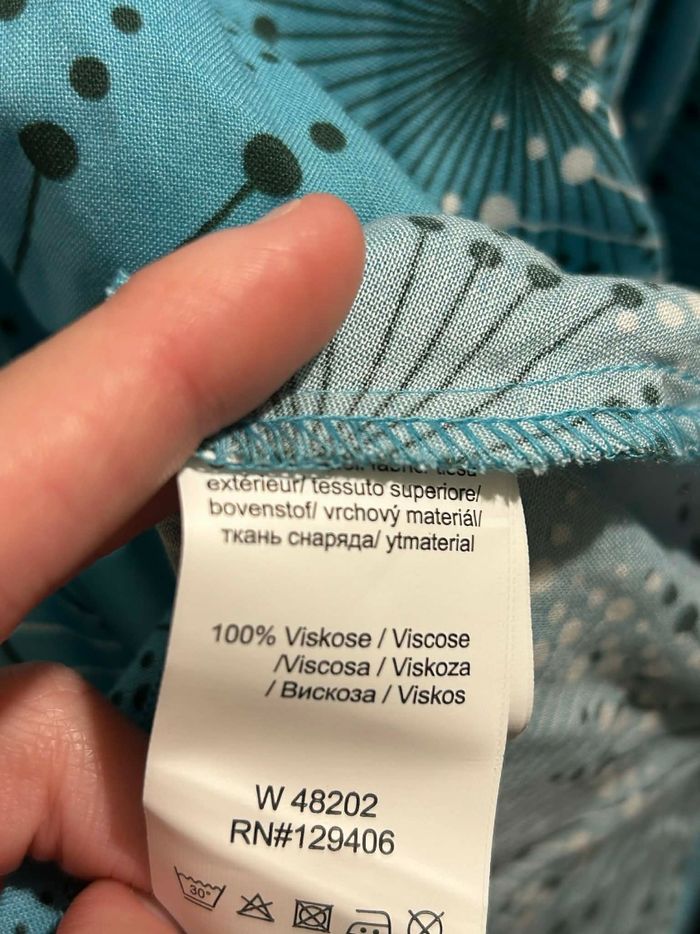 extérieur/ tessuto superiore/
bovenstof/ vrchový materiál/
ткань снаряда/ ytmaterial
100% Viskose / Viscose
/Viscosa / Viskoza
/ Вискоза / Viskos
W 48202
RN#129406
30°